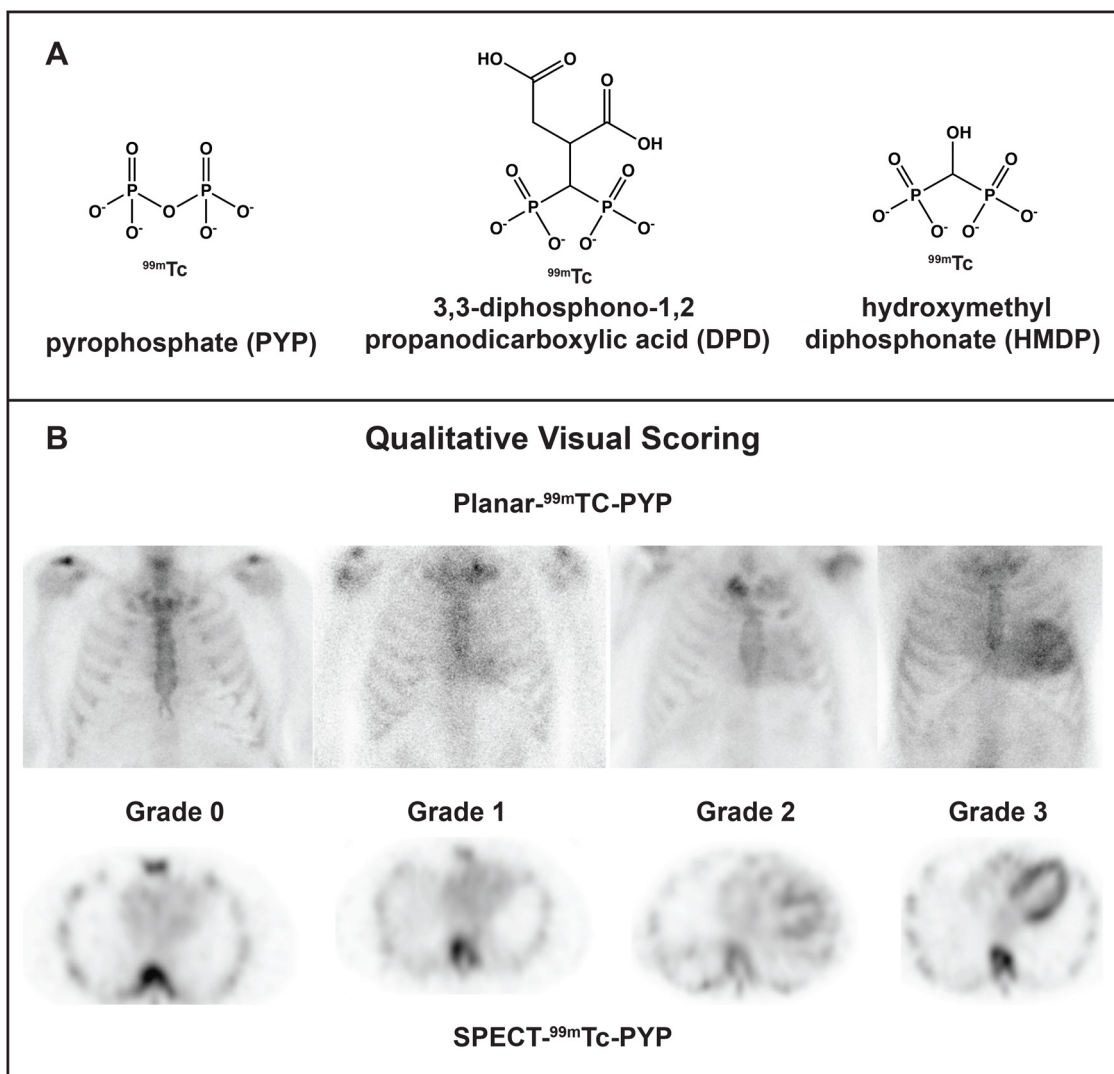 A
HO
O
O
OH
O
O
P
P
O-
O
O-
O-
O-
99mTc
pyrophosphate (PYP)
O
O
P
P
O-
O-
O-
O-
99mTc
3,3-diphosphono-1,2
propanodicarboxylic acid (DPD)
OH
O
O
P
P
O-
O-
O-
O-
99mTc
hydroxymethyl
diphosphonate (HMDP)
B
Qualitative Visual Scoring
Planar-99mTC-PYP
Grade 0
Grade 1
Grade 2
Grade 3
SPECT-99mTc-PYP